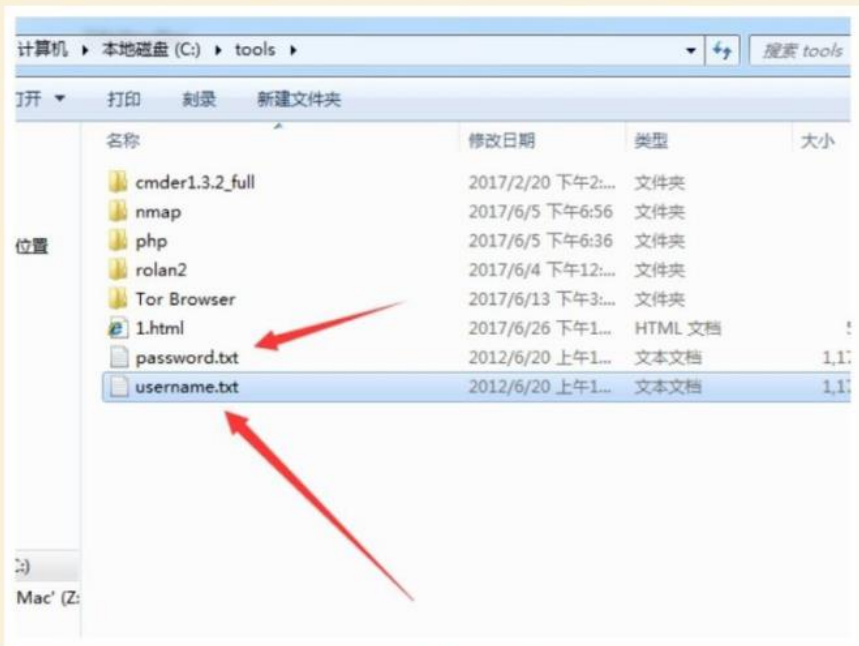 计算机 ▸ 本地磁盘 (C:) ▸ tools ▸ 搜索 tools
打开 打印 刻录 新建文件夹
名称 修改日期 类型 大小
cmder1.3.2_full 2017/2/20 下午2:... 文件夹
nmap 2017/6/5 下午6:56 文件夹
php 2017/6/5 下午6:36 文件夹
位置
rolan2 2017/6/4 下午12:... 文件夹
Tor Browser 2017/6/13 下午3:... 文件夹
1.html 2017/6/26 下午1... HTML 文档
password.txt 2012/6/20 上午1... 文本文档 1,17
username.txt 2012/6/20 上午1... 文本文档 1,17
C:)
Mac' (Z: